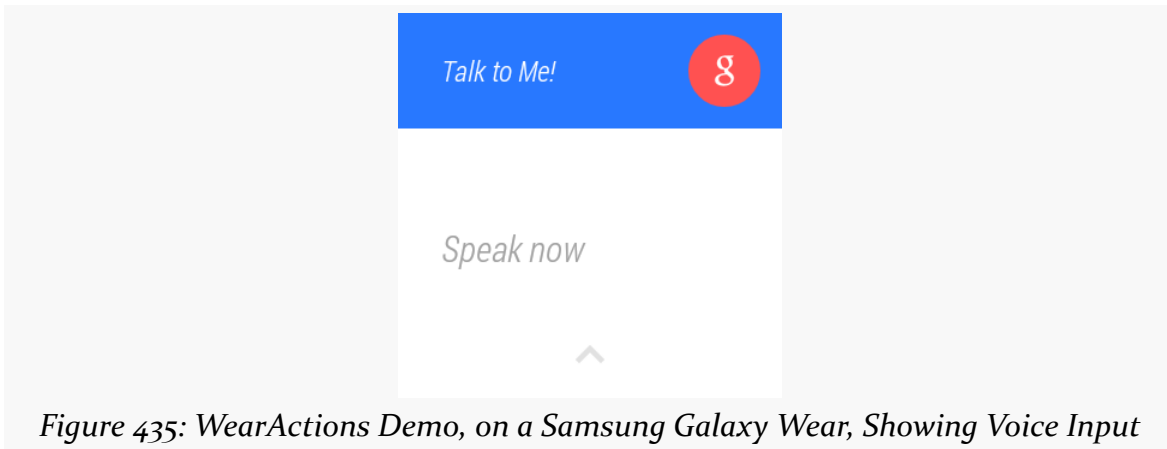 Talk to Me!
g
Speak now
Figure 435: WearActions Demo, on a Samsung Galaxy Wear, Showing Voice Input